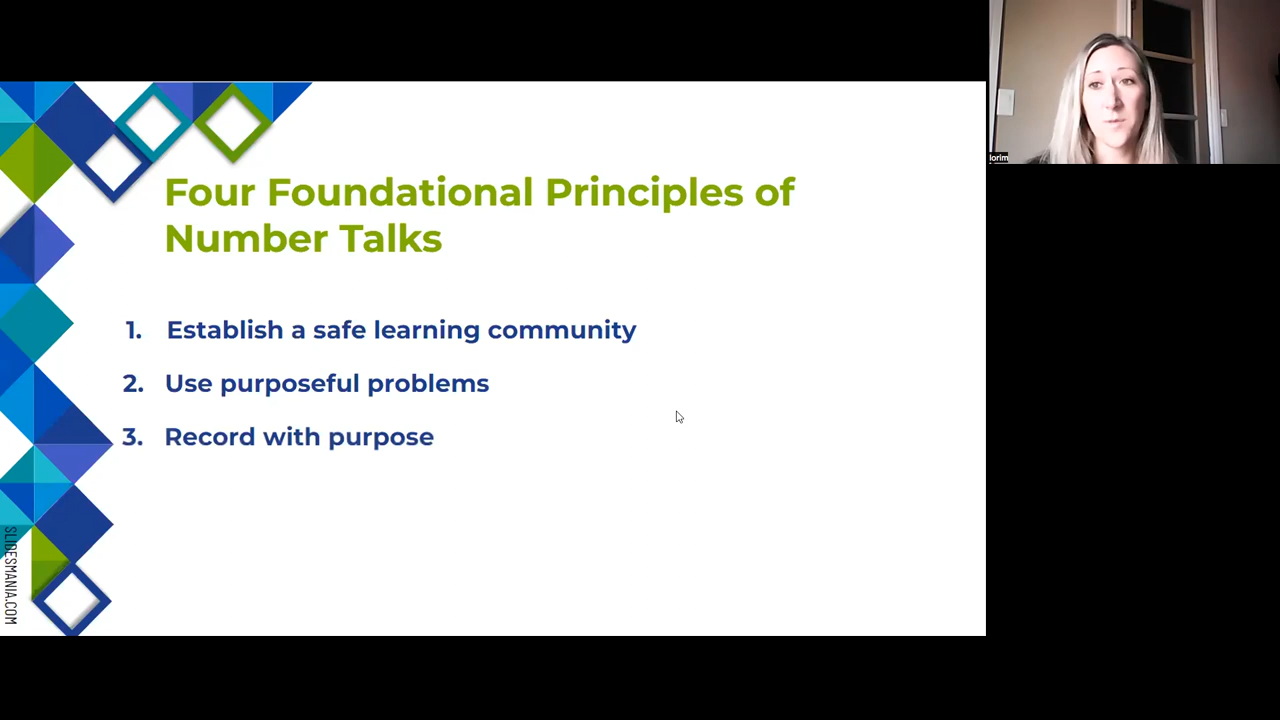 lorim
Four Foundational Principles of
Number Talks
1. Establish a safe learning community
2. Use purposeful problems
3. Record with purpose
SLIDESMANIA.COM